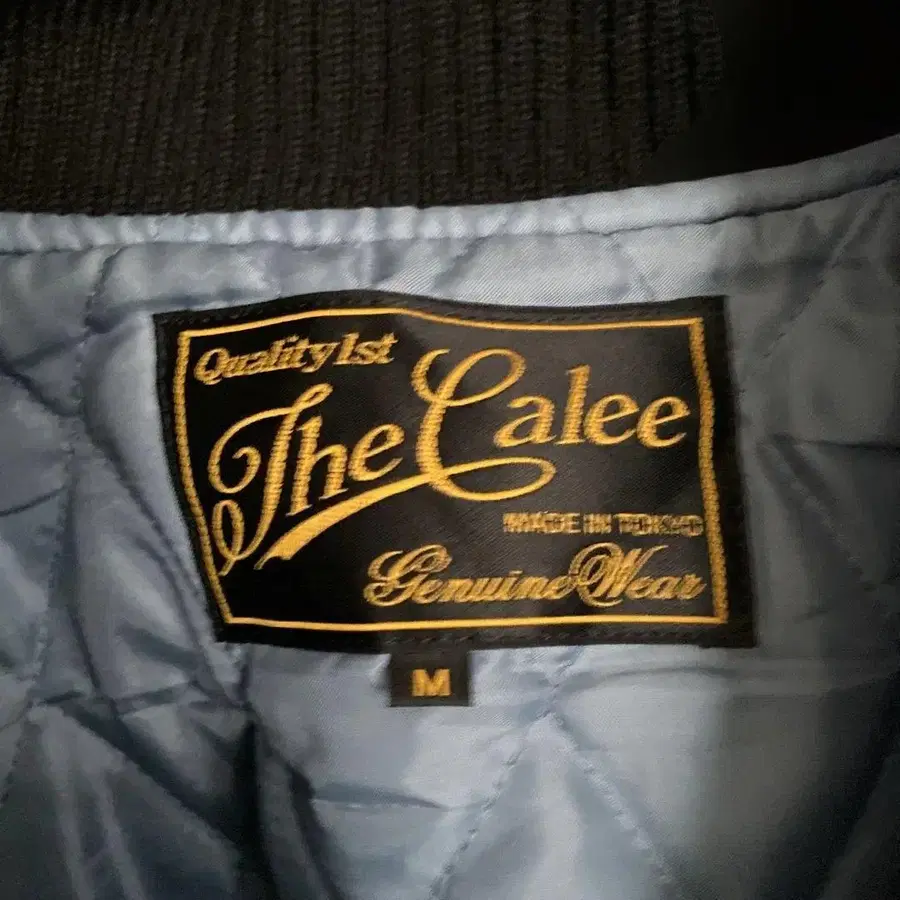 Quality 1st
The Calee
MADE IN TOKYO
Genuine Wear
M